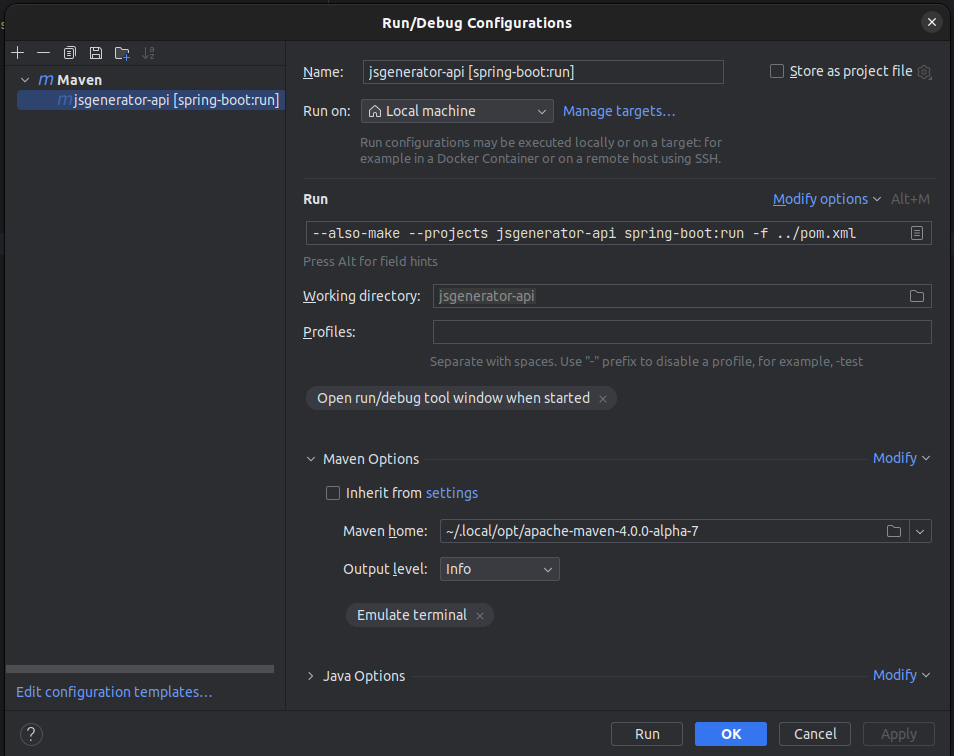 Run/Debug Configurations
Maven
jsgenerator-api [spring-boot:run]
Name: jsgenerator-api [spring-boot:run] Store as project file
Run on: Local machine Manage targets...
Run configurations may be executed locally or on a target: for
example in a Docker Container or on a remote host using SSH.
Run Modify options Alt+M
--also-make --projects jsgenerator-api spring-boot:run -f ../pom.xml
Press Alt for field hints
Working directory: jsgenerator-api
Profiles:
Separate with spaces. Use "-" prefix to disable a profile, for example, -test
Open run/debug tool window when started ×
Maven Options Modify
Inherit from settings
Maven home: ~/.local/opt/apache-maven-4.0.0-alpha-7
Output level: Info
Emulate terminal ×
Java Options Modify
Edit configuration templates...
? Run OK Cancel Apply